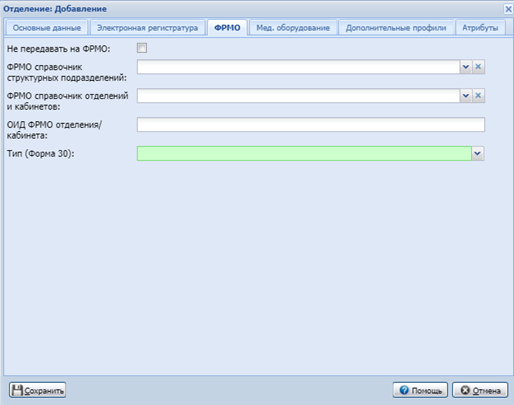 Отделение: Добавление
Основные данные Электронная регистратура ФРМО Мед. оборудование Дополнительные профили Атрибуты
Не передавать на ФРМО:
ФРМО справочник
структурных подразделений:
ФРМО справочник отделений
и кабинетов:
ОИД ФРМО отделения/
кабинета:
Тип (Форма 30):
Сохранить Помощь Отмена